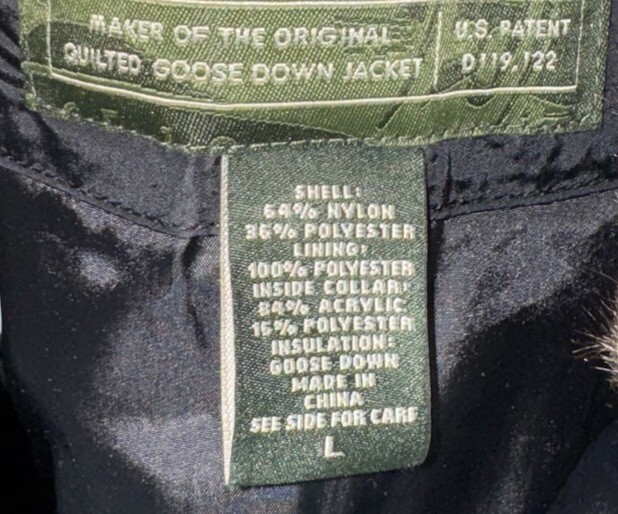 MAKER OF THE ORIGINAL
QUILTED GOOSE DOWN JACKET
U.S. PATENT
D119,122
SHELL:
64% NYLON
36% POLYESTER
LINING:
100% POLYESTER
INSIDE COLLAR:
84% ACRYLIC
16% POLYESTER
INSULATION:
GOOSE DOWN
MADE IN
CHINA
SEE SIDE FOR CARE
L